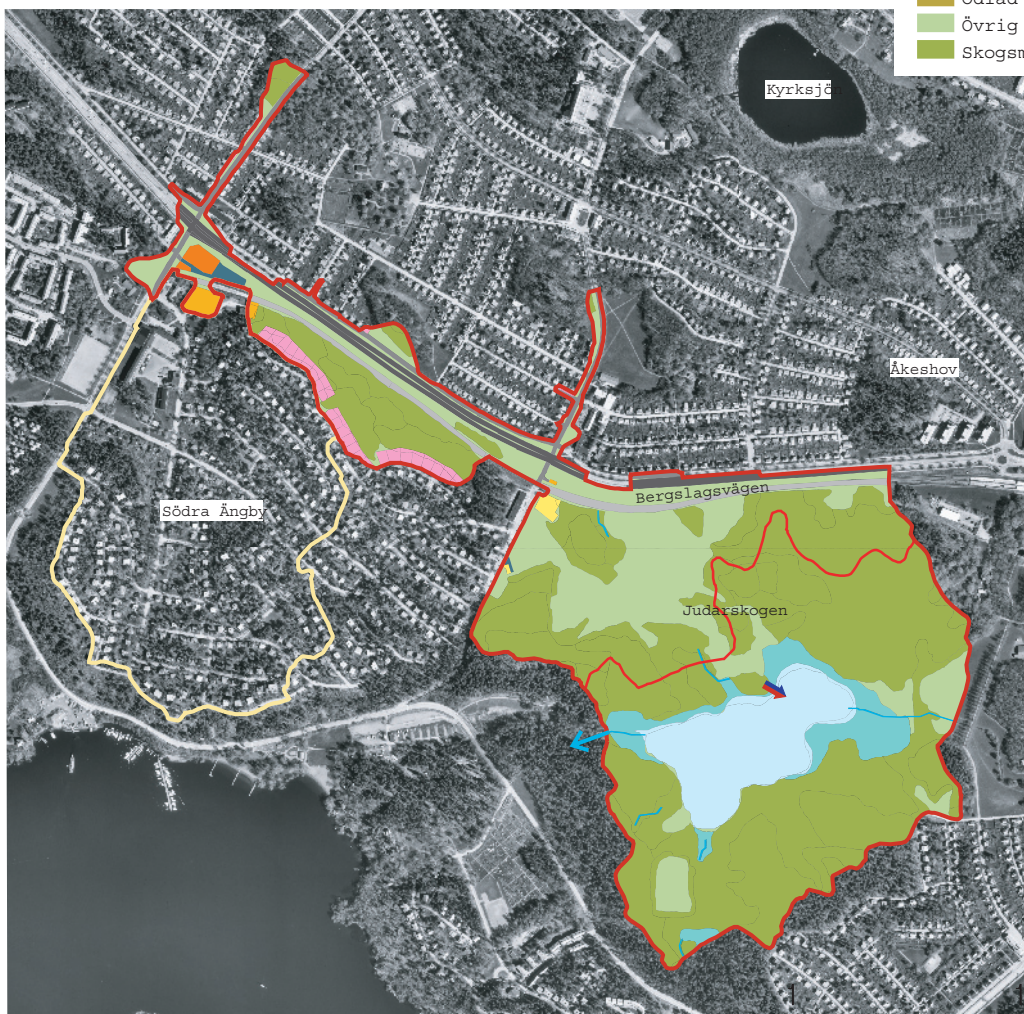 Övrig
Kyrksjö
Åkeshov
Bergslagsvägen
Södra Ängby
Judarskogen